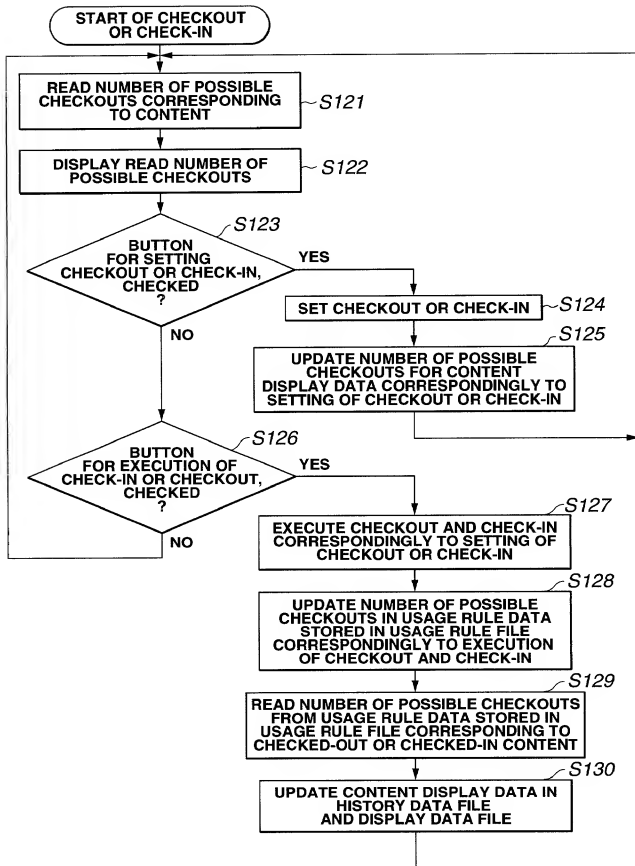 START OF CHECKOUT
OR CHECK-IN
READ NUMBER OF POSSIBLE
CHECKOUTS CORRESPONDING
TO CONTENT
S121
DISPLAY READ NUMBER OF
POSSIBLE CHECKOUTS
S122
S123
BUTTON
FOR SETTING
CHECKOUT OR CHECK-IN,
CHECKED
?
YES
NO
SET CHECKOUT OR CHECK-IN
S124
S125
UPDATE NUMBER OF POSSIBLE
CHECKOUTS FOR CONTENT
DISPLAY DATA CORRESPONDINGLY TO
SETTING OF CHECKOUT OR CHECK-IN
S126
BUTTON
FOR EXECUTION OF
CHECK-IN OR CHECKOUT,
CHECKED
?
YES
NO
S127
EXECUTE CHECKOUT AND CHECK-IN
CORRESPONDINGLY TO SETTING OF
CHECKOUT OR CHECK-IN
S128
UPDATE NUMBER OF POSSIBLE
CHECKOUTS IN USAGE RULE DATA
STORED IN USAGE RULE FILE
CORRESPONDINGLY TO EXECUTION
OF CHECKOUT AND CHECK-IN
S129
READ NUMBER OF POSSIBLE CHECKOUTS
FROM USAGE RULE DATA STORED IN
USAGE RULE FILE CORRESPONDING TO
CHECKED-OUT OR CHECKED-IN CONTENT
S130
UPDATE CONTENT DISPLAY DATA IN
HISTORY DATA FILE
AND DISPLAY DATA FILE